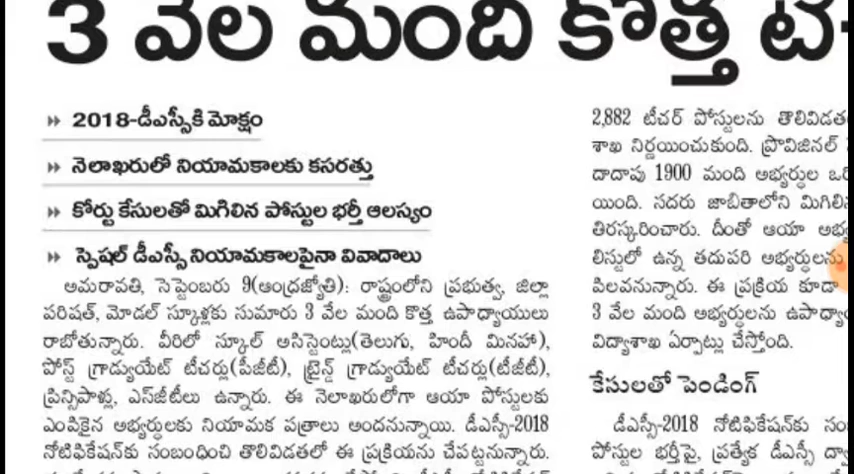 3 వేల మంది కొత్త
» 2018-డీఎస్సీకి మోక్షం
» నెలాఖరులో నియామకాలకు కసరత్తు
» కోర్టు కేసులతో మిగిలిన పోస్టుల భర్తీ ఆలస్యం
» స్పెషల్ డీఎస్సీ నియామకాలపైనా వివాదాలు
అమరావతి, సెప్టెంబరు 9(ఆంధ్రజ్యోతి): రాష్ట్రంలోని ప్రభుత్వ, జిల్లా
పరిషత్, మోడల్ స్కూళ్లకు సుమారు 3 వేల మంది కొత్త ఉపాధ్యాయులు
రాబోతున్నారు. వీరిలో స్కూల్ అసిస్టెంట్లు(తెలుగు, హిందీ మినహా),
పోస్ట్ గ్రాడ్యుయేట్ టీచర్లు(పీజీటీ), ట్రైన్డ్ గ్రాడ్యుయేట్ టీచర్లు(టీజీటీ),
ప్రిన్సిపాళ్లు, ఎస్‌జీటీలు ఉన్నారు. ఈ నెలాఖరులోగా ఆయా పోస్టులకు
ఎంపికైన అభ్యర్థులకు నియామక పత్రాలు అందనున్నాయి. డీఎస్సీ-2018
నోటిఫికేషన్‌కు సంబంధించి తొలివిడతలో ఈ ప్రక్రియను చేపట్టనున్నారు.
2,882 టీచర్ పోస్టులను తొలివిడత
శాఖ నిర్ణయించుకుంది. ప్రొవిజినల్
దాదాపు 1900 మంది అభ్యర్థుల
యింది. సదరు జాబితాలోని
తిరస్కరించారు. దీంతో ఆయా
లిస్టులో ఉన్న తదుపరి అభ్యర్థులను
పిలవనున్నారు. ఈ ప్రక్రియ కూడా
3 వేల మంది అభ్యర్థులను
విద్యాశాఖ ఏర్పాట్లు చేస్తోంది.
కేసులతో పెండింగ్
డీఎస్సీ-2018 నోటిఫికేషన్‌కు
పోస్టుల భర్తీపై, ప్రత్యేక డీఎస్సీ